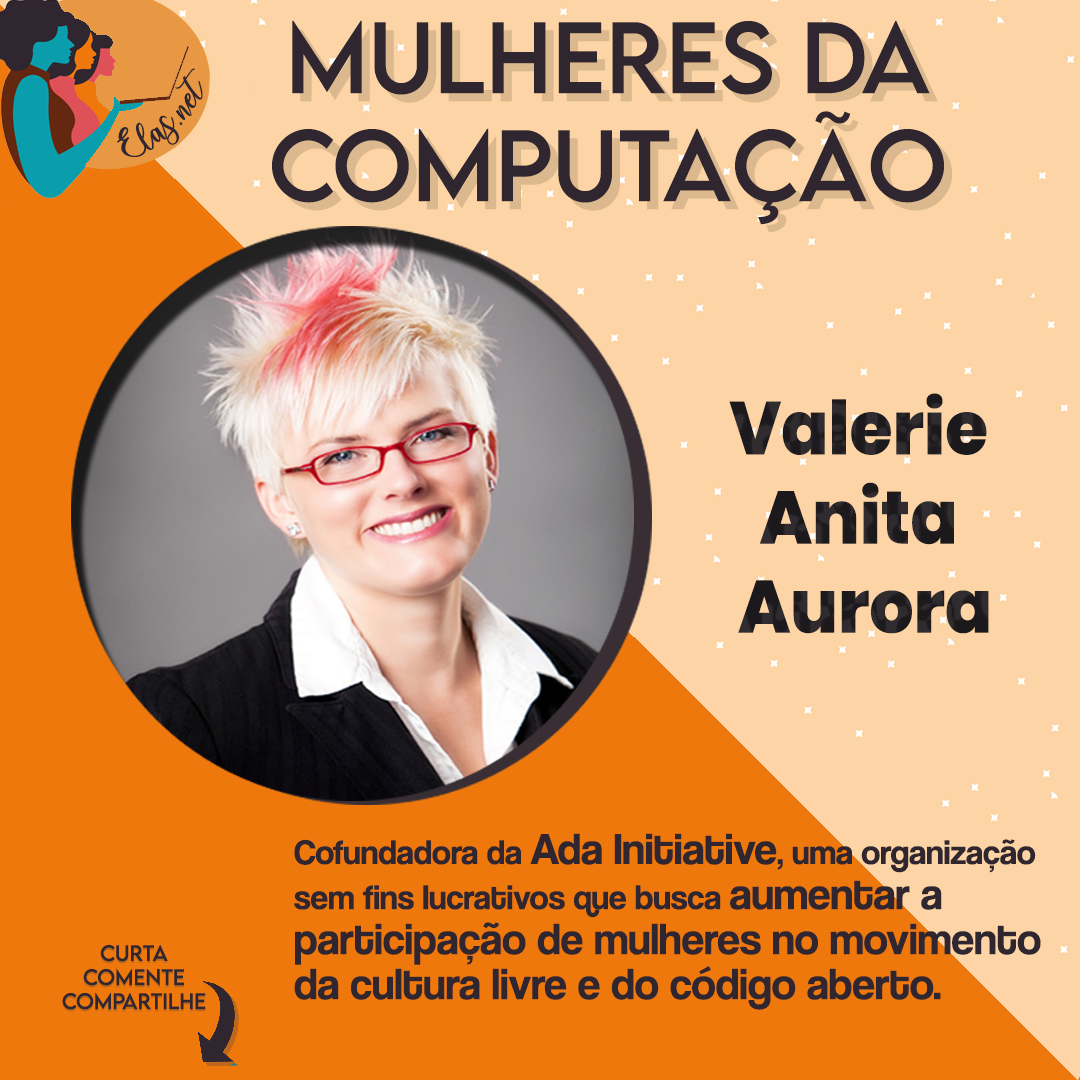 Elas.net
MULHERES DA
COMPUTAÇÃO
Valerie
Anita
Aurora
Cofundadora da Ada Initiative, uma organização
sem fins lucrativos que busca aumentar a
participação de mulheres no movimento
da cultura livre e do código aberto.
CURTA
COMENTE
COMPARTILHE